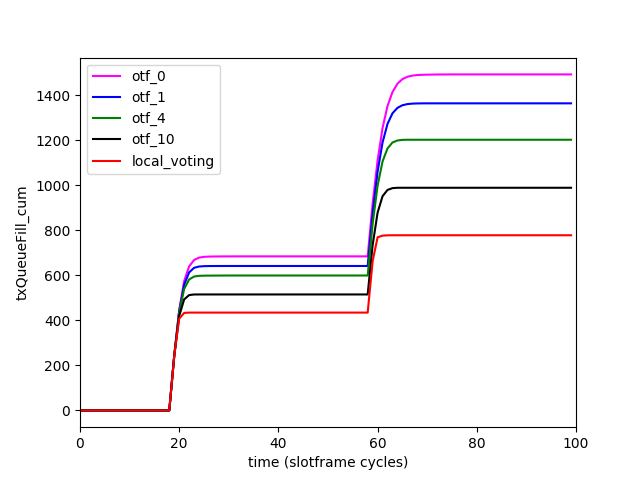 otf_0
otf_1
otf_4
otf_10
local_voting
1400
1200
1000
800
600
400
200
0
txQueueFill_cum
0 20 40 60 80 100
time (slotframe cycles)